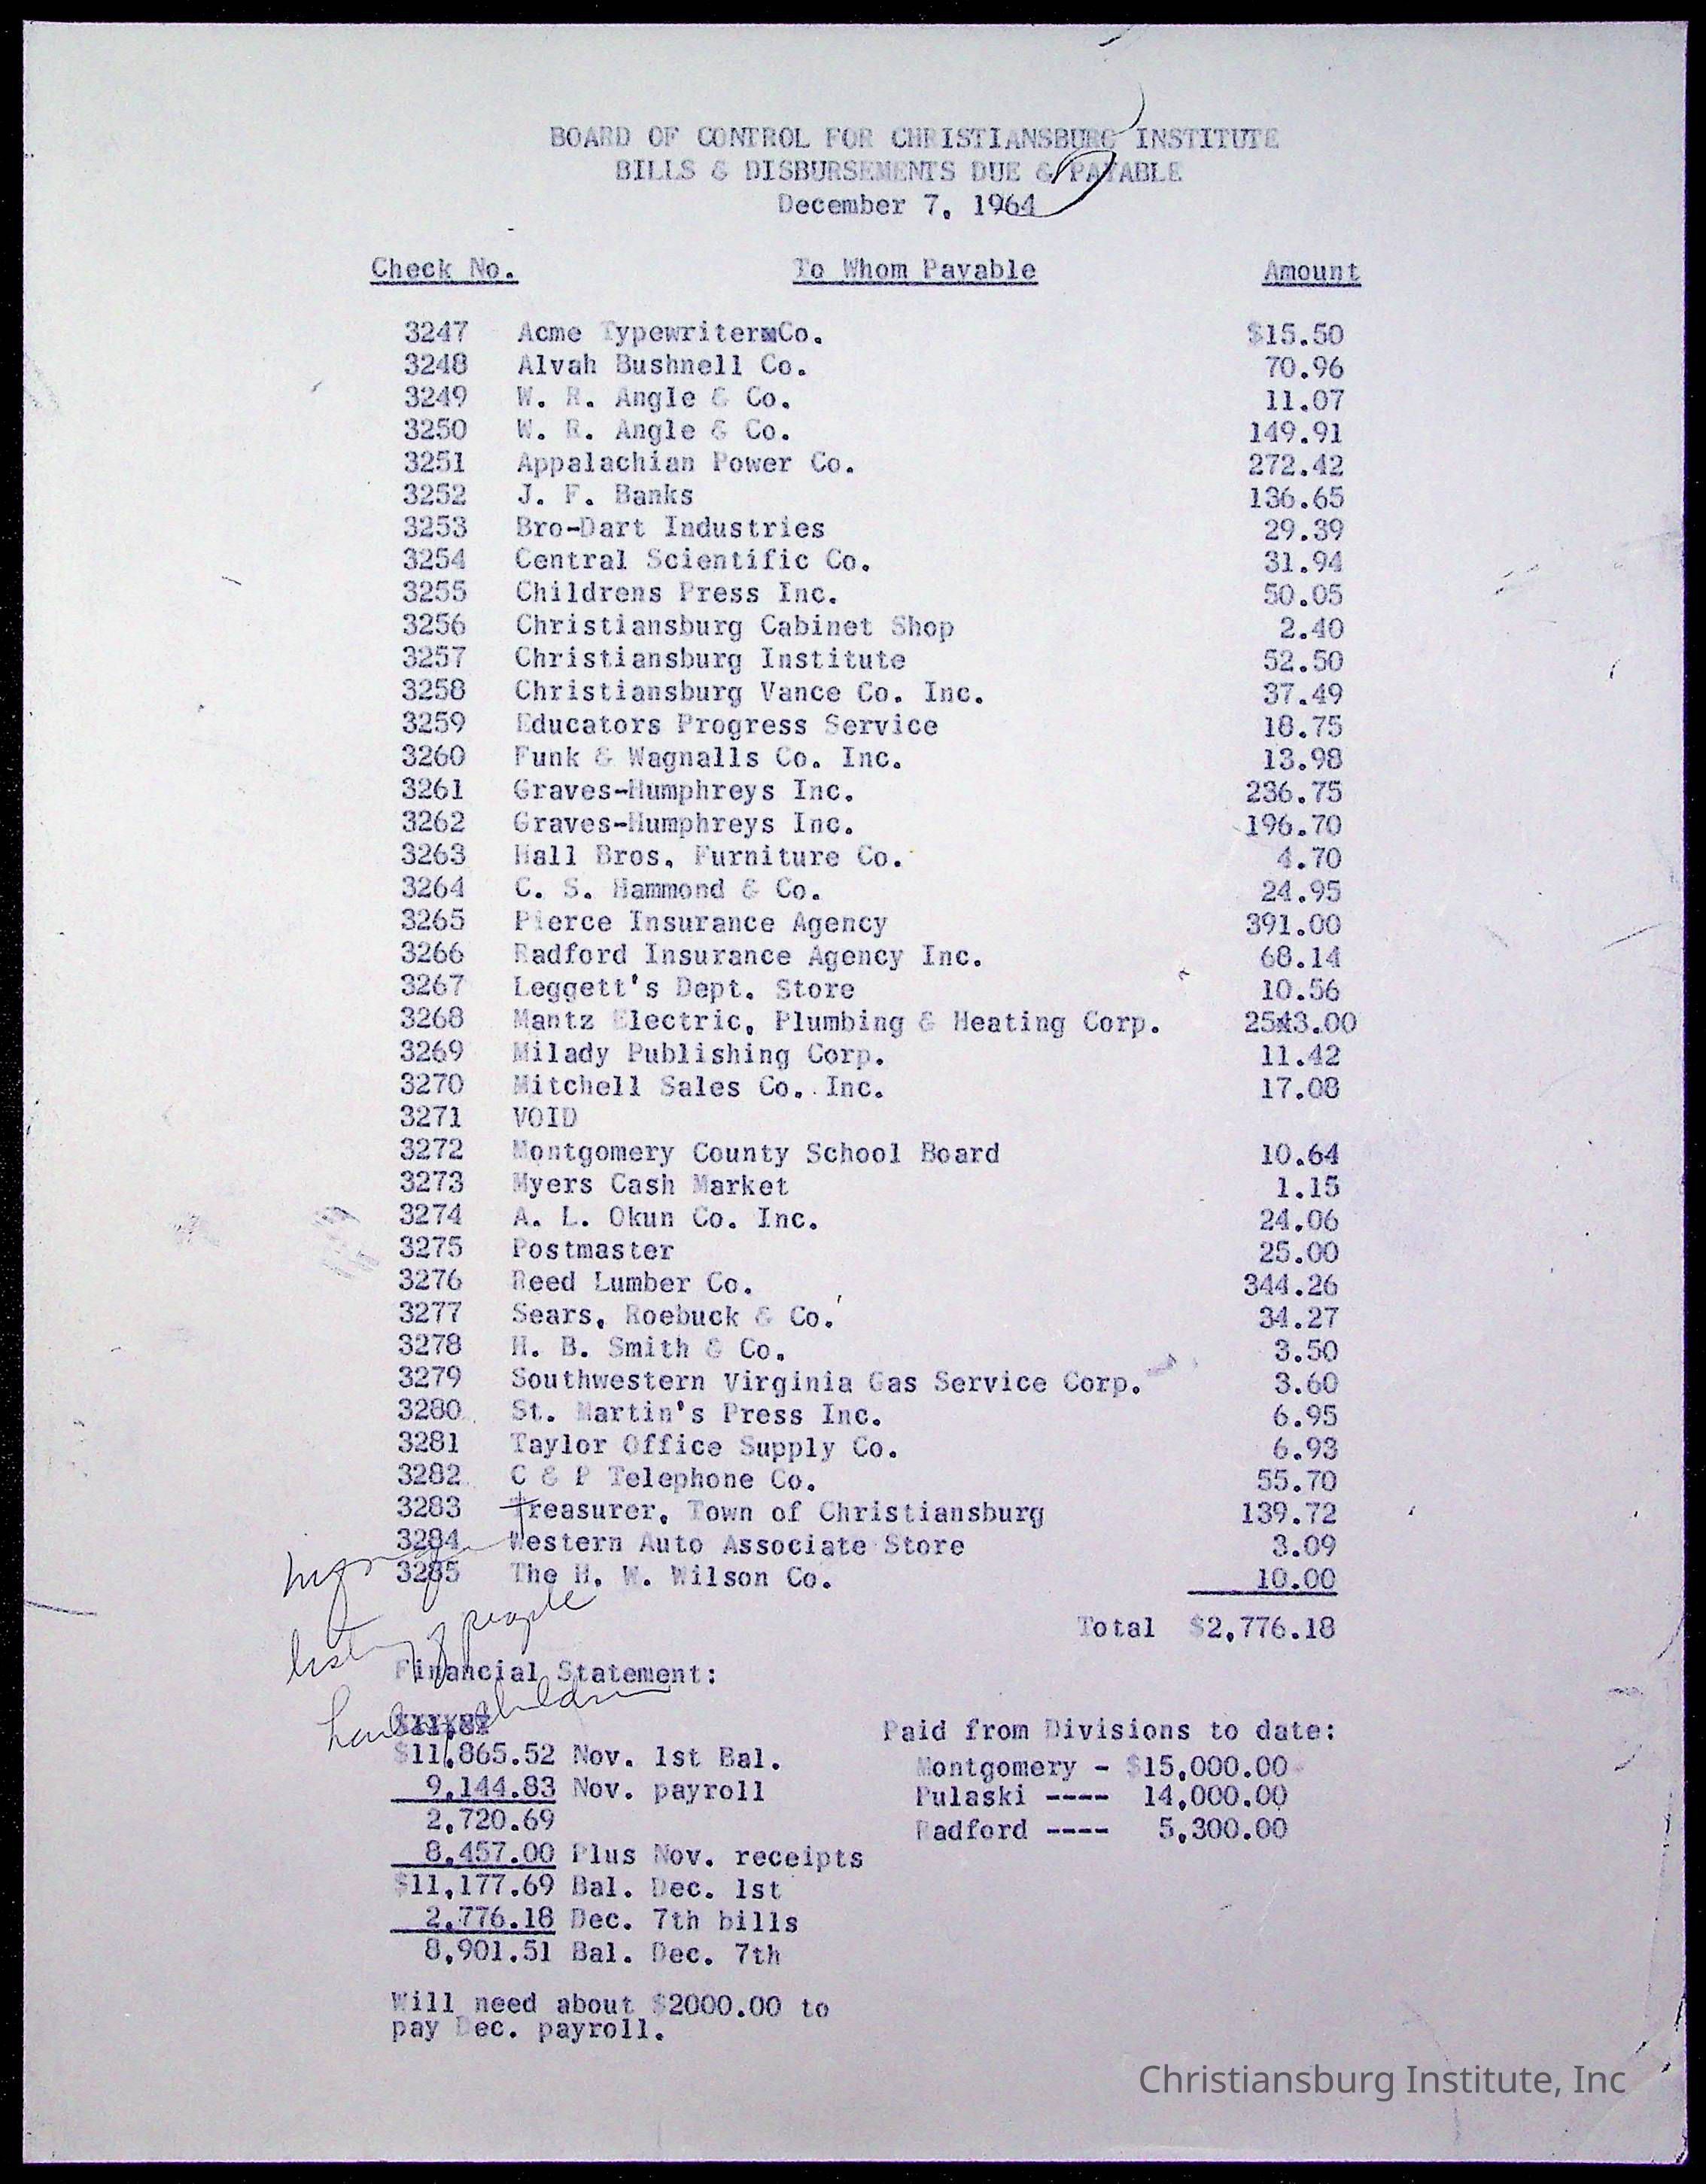 BOARD OF CONTROL FOR CHRISTIANSBURG INSTITUTE
BILLS & DISBURSEMENTS DUE & PAYABLE
December 7, 1964
Check No. To Whom Payable Amount
3247 Acme Typewriter Co. $15.50
3248 Alvah Bushnell Co. 70.96
3249 W. R. Angle & Co. 11.07
3250 W. R. Angle & Co. 149.91
3251 Appalachian Power Co. 272.42
3252 J. F. Banks 136.65
3253 Bro-Dart Industries 29.39
3254 Central Scientific Co. 31.94
3255 Childrens Press Inc. 50.05
3256 Christiansburg Cabinet Shop 2.40
3257 Christiansburg Institute 52.50
3258 Christiansburg Vance Co. Inc. 37.49
3259 Educators Progress Service 18.75
3260 Funk & Wagnalls Co. Inc. 13.98
3261 Graves-Humphreys Inc. 236.75
3262 Graves-Humphreys Inc. 196.70
3263 Hall Bros, Furniture Co. 4.70
3264 C. S. Hammond & Co. 24.95
3265 Pierce Insurance Agency 391.00
3266 Radford Insurance Agency Inc. 68.14
3267 Leggett's Dept. Store 10.56
3268 Mantz Electric, Plumbing & Heating Corp. 253.00
3269 Milady Publishing Corp. 11.42
3270 Mitchell Sales Co. Inc. 17.08
3271 VOID
3272 Montgomery County School Board 10.64
3273 Myers Cash Market 1.15
3274 A. L. Okun Co. Inc. 24.06
3275 Postmaster 25.00
3276 Reed Lumber Co. 344.26
3277 Sears, Roebuck & Co. 34.27
3278 H. B. Smith & Co. 3.50
3279 Southwestern Virginia Gas Service Corp. 3.60
3280 St. Martin's Press Inc. 6.95
3281 Taylor Office Supply Co. 6.93
3282 C & P Telephone Co. 55.70
3283 Treasurer, Town of Christiansburg 139.72
3284 Western Auto Associate Store 3.09
3285 The H. W. Wilson Co. 10.00
of people
Total $2,776.18
Financial Statement:
children
Paid from Divisions to date:
$11,865.52 Nov. 1st Bal. Montgomery - $15,000.00
9,144.83 Nov. payroll Pulaski ---- 14,000.00
2,720.69 Radford ---- 5,300.00
8,457.00 Plus Nov. receipts
$11,177.69 Bal. Dec. 1st
2,776.18 Dec. 7th bills
8,901.51 Bal. Dec. 7th
Will need about $2000.00 to
pay Dec. payroll.
Christiansburg Institute, Inc